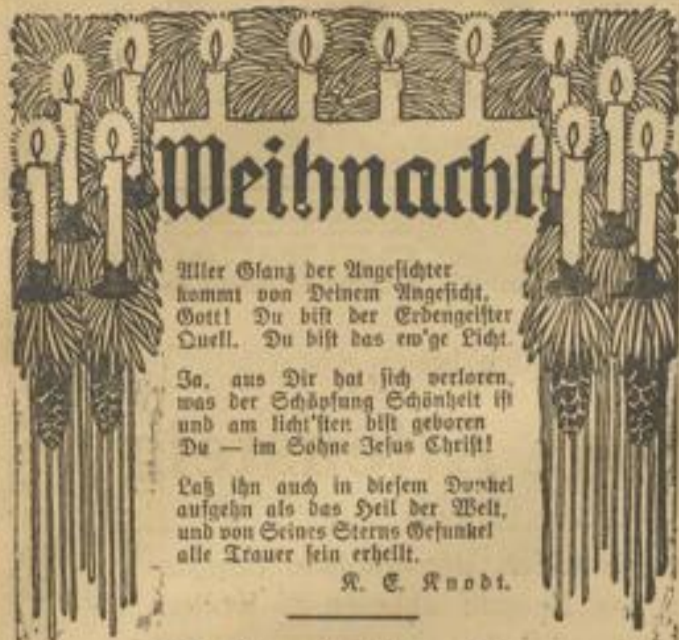 Weihnacht
Aller Glanz der Angesichter
kommt von Deinem Angesicht,
Gott! Du bist der Erdengeister
Quell. Du bist das ew'ge Licht.
Ja, aus Dir hat sich verloren,
was der Schöpfung Schönheit ist
und am licht'sten bist geboren
Du — im Sohne Jesus Christ!
Laß ihn auch in diesem Dunkel
aufgehn als das Heil der Welt,
und von Seines Sterns Gefunkel
alle Trauer sein erhellt.
K. E. Knodt.